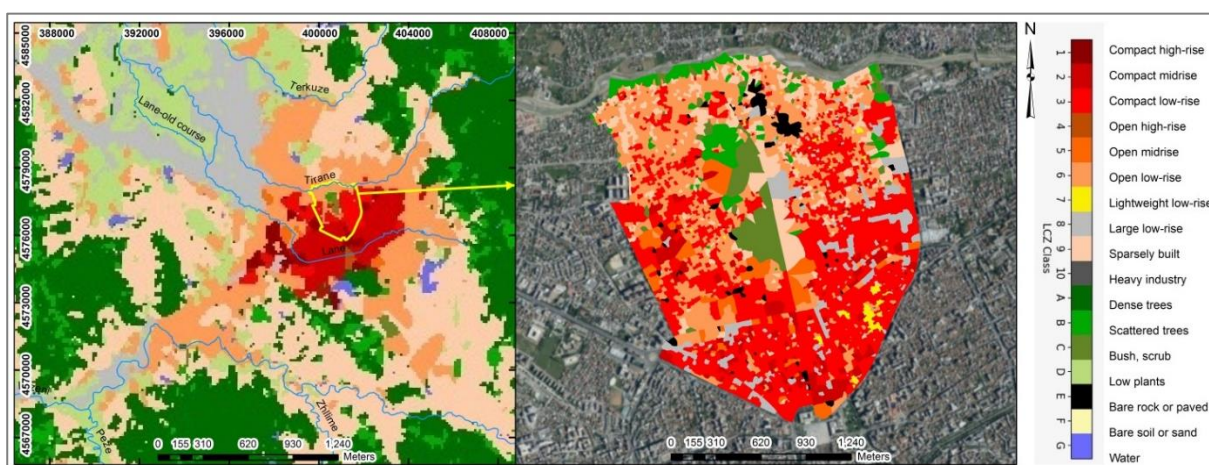 388000 392000 396000 400000 404000 408000
4585000
4582000
4579000
4576000
4573000
4570000
4567000
Terkuze
Lane-old course
Tirane
Zhilime
Peze
0 155 310 620 930 1,240
Meters
0 155 310 620 930 1,240
Meters
N
LCZ Class
1 Compact high-rise
2 Compact midrise
3 Compact low-rise
4 Open high-rise
5 Open midrise
6 Open low-rise
7 Lightweight low-rise
8 Large low-rise
9 Sparsely built
10 Heavy industry
A Dense trees
B Scattered trees
C Bush, scrub
D Low plants
E Bare rock or paved
F Bare soil or sand
G Water